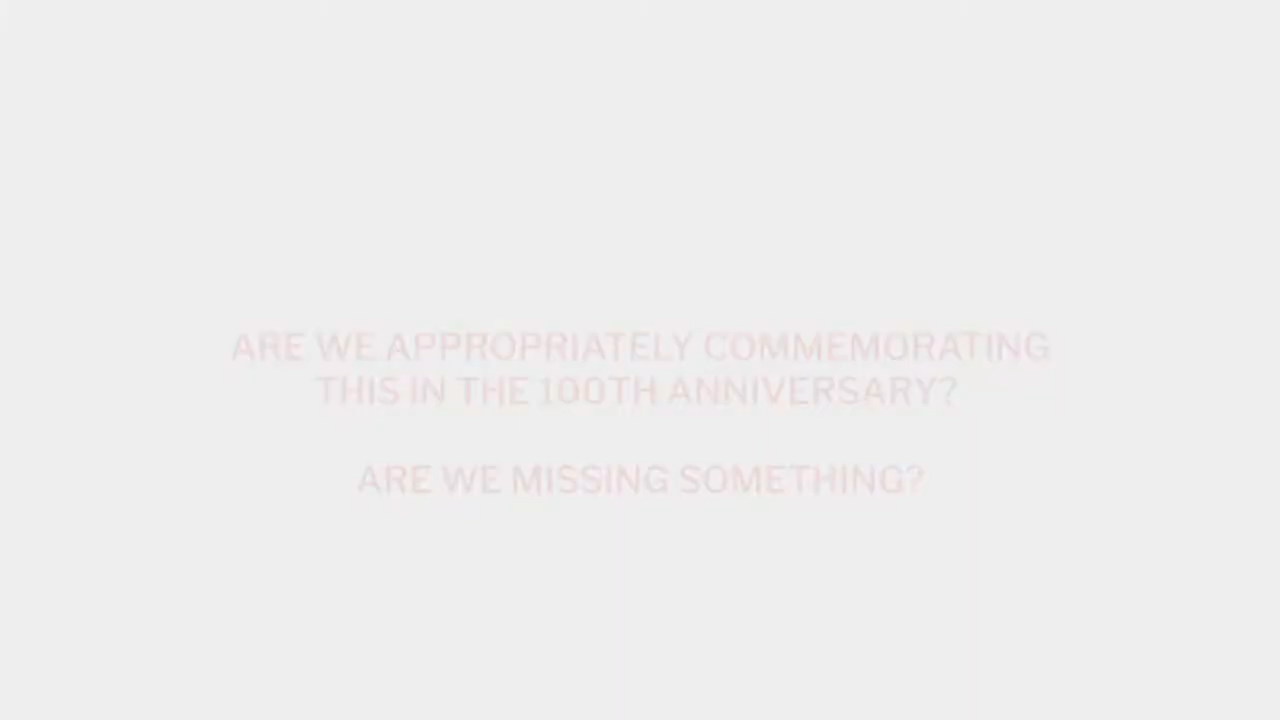 ARE WE APPROPRIATELY COMMEMORATING
THIS IN THE 100TH ANNIVERSARY?
ARE WE MISSING SOMETHING?